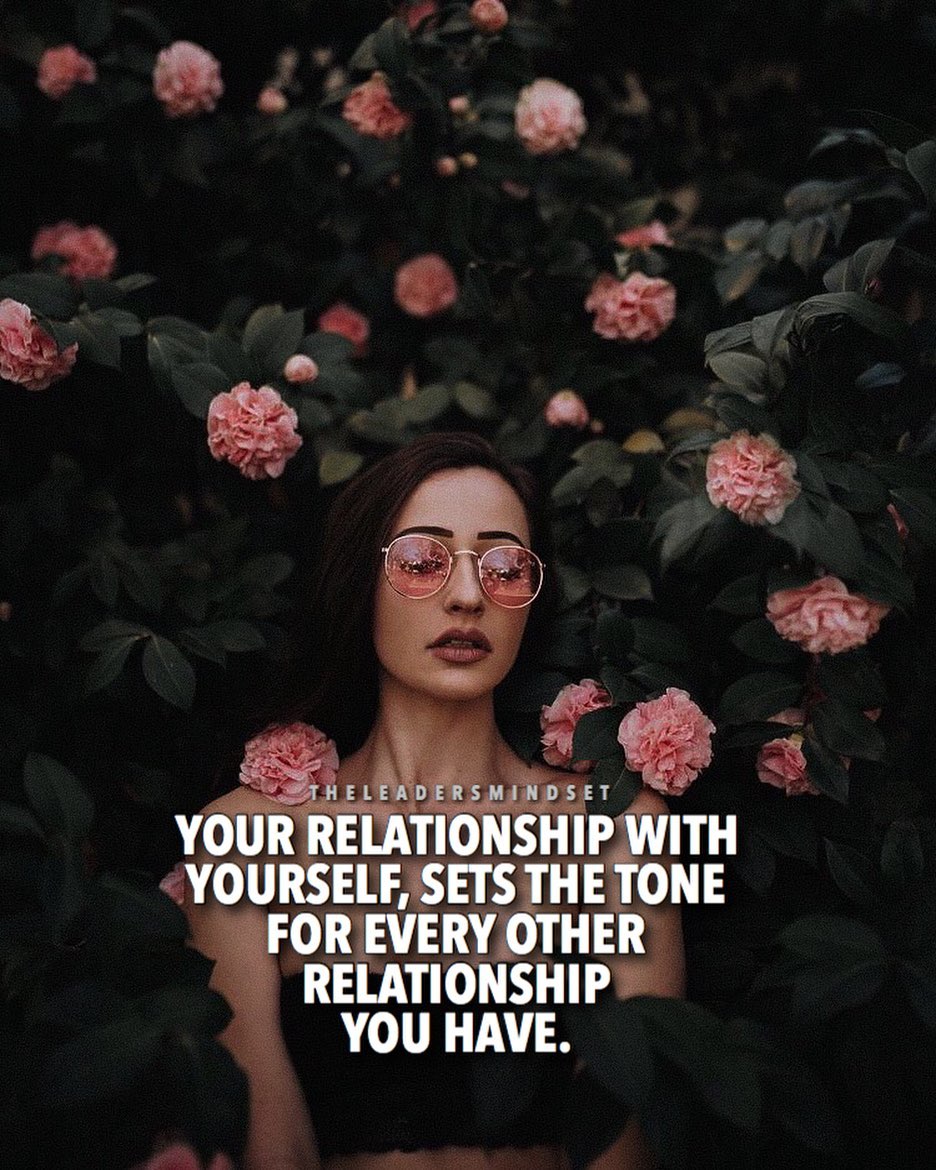 THELEADERSMINDSET
YOUR RELATIONSHIP WITH
YOURSELF, SETS THE TONE
FOR EVERY OTHER
RELATIONSHIP
YOU HAVE.